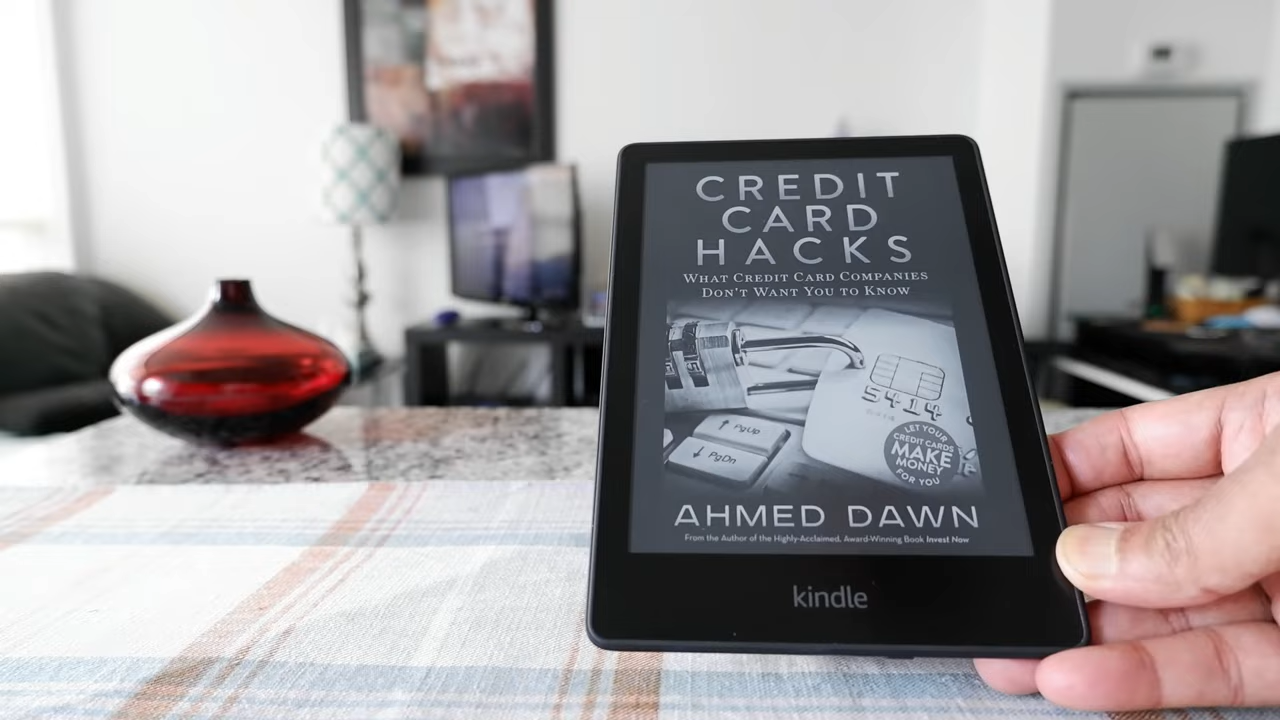 CREDIT
CARD
HACKS
WHAT CREDIT CARD COMPANIES
DON'T WANT YOU TO KNOW
5414
↑ PgUp
↓ PgDn
LET YOUR
CREDIT CARDS
MAKE
MONEY
FOR YOU
AHMED DAWN
From the Author of the Highly-Acclaimed, Award-Winning Book Invest Now
kindle